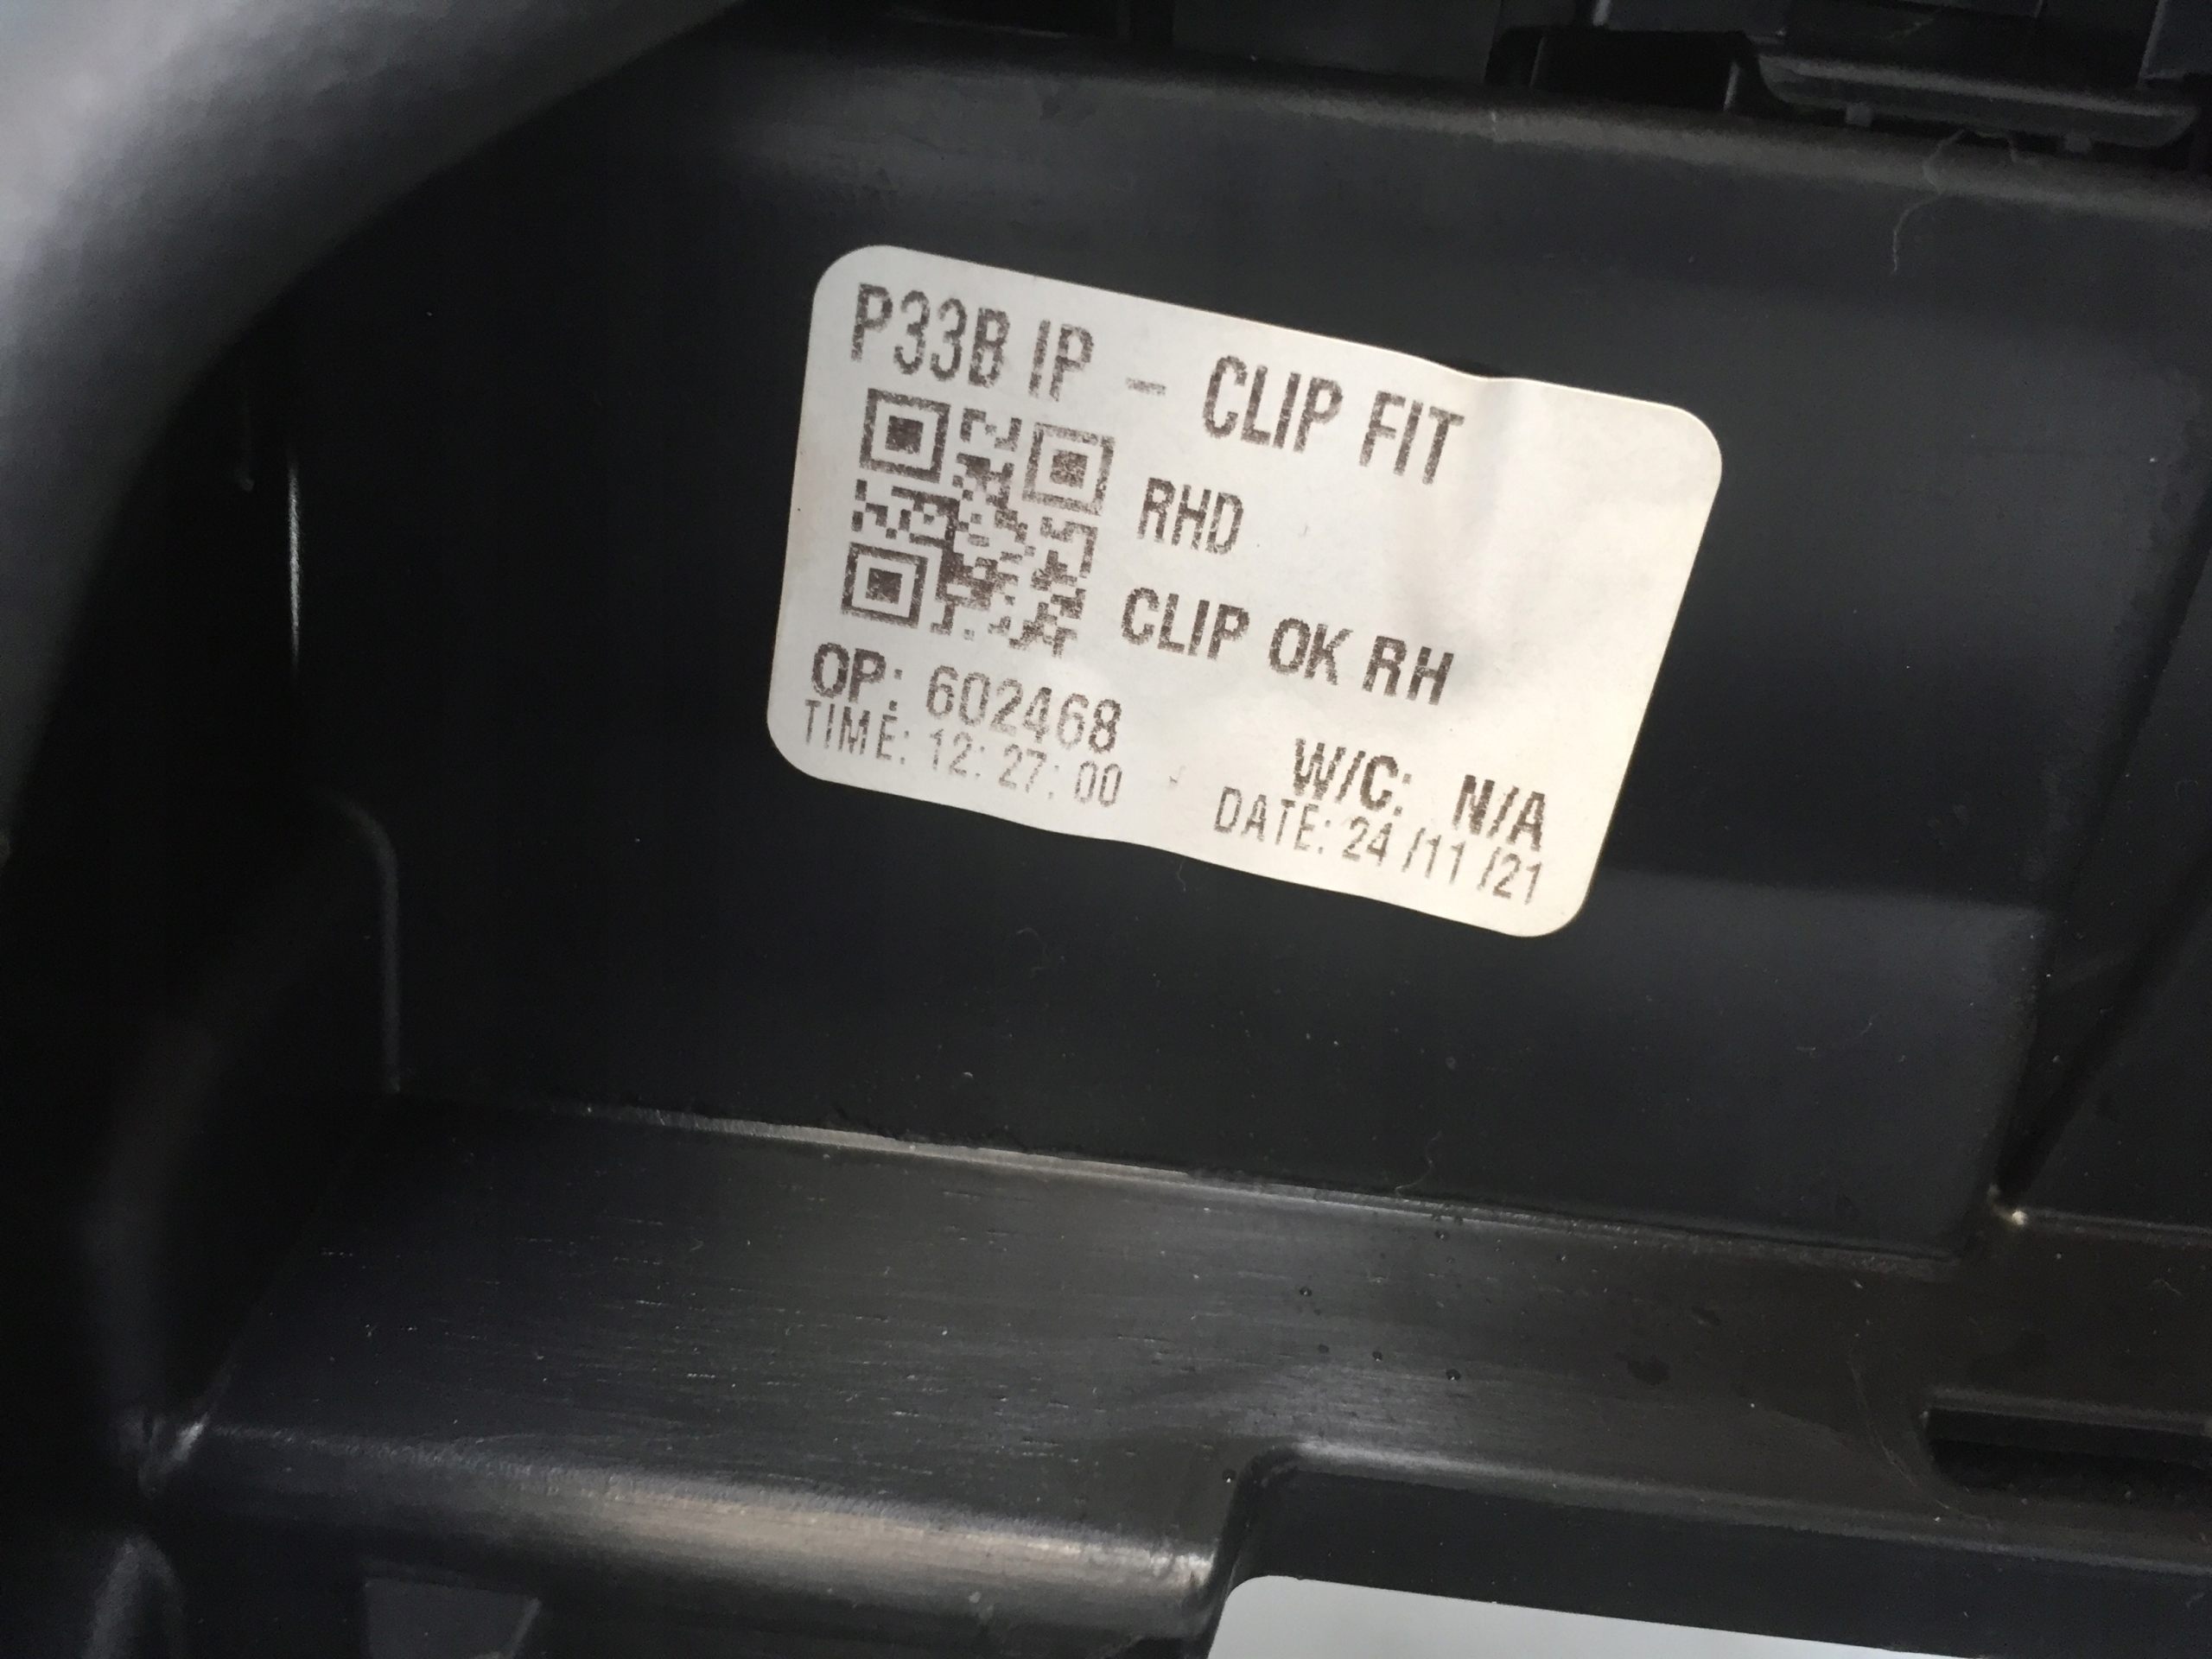 P33B IP - CLIP FIT
RHD
CLIP OK RH
OP: 602468
W/C: N/A
TIME: 12: 27: 00
DATE: 24 /11 /21